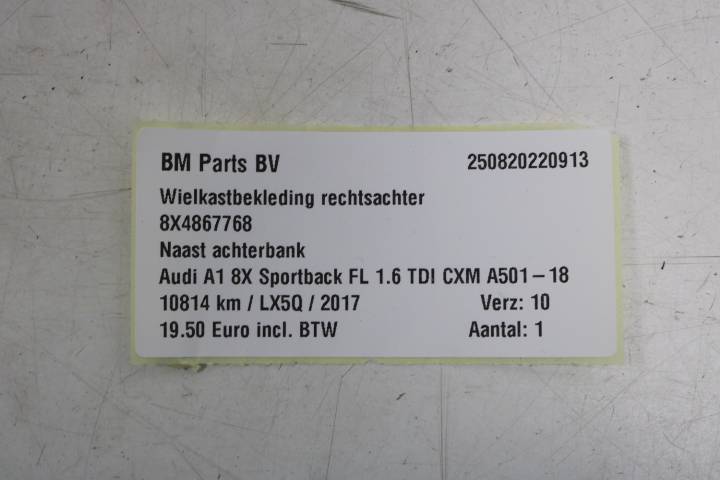 BM Parts BV 250820220913
Wielkastbekleding rechtsachter
8X4867768
Naast achterbank
Audi A1 8X Sportback FL 1.6 TDI CXM A501-18
10814 km / LX5Q / 2017 Verz: 10
19.50 Euro incl. BTW Aantal: 1